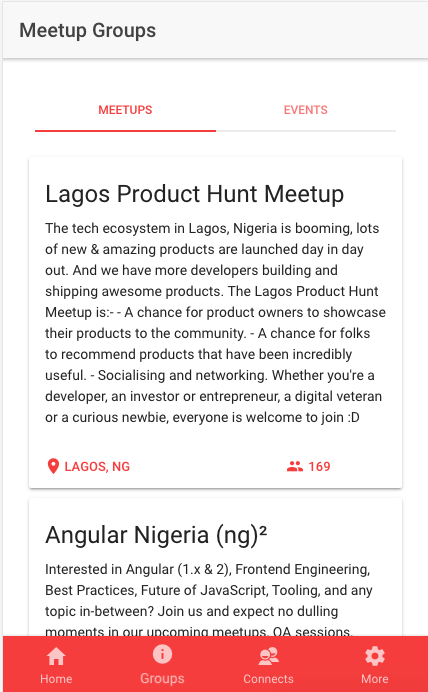 Meetup Groups
MEETUPS
EVENTS
Lagos Product Hunt Meetup
The tech ecosystem in Lagos, Nigeria is booming, lots
of new & amazing products are launched day in day
out. And we have more developers building and
shipping awesome products. The Lagos Product Hunt
Meetup is:- - A chance for product owners to showcase
their products to the community. - A chance for folks
to recommend products that have been incredibly
useful. - Socialising and networking. Whether you're a
developer, an investor or entrepreneur, a digital veteran
or a curious newbie, everyone is welcome to join :D
LAGOS, NG
169
Angular Nigeria (ng)²
Interested in Angular (1.x & 2), Frontend Engineering,
Best Practices, Future of JavaScript, Tooling, and any
topic in-between? Join us and expect no dulling
moments in our upcoming meetups, QA sessions,
Home
Groups
Connects
More